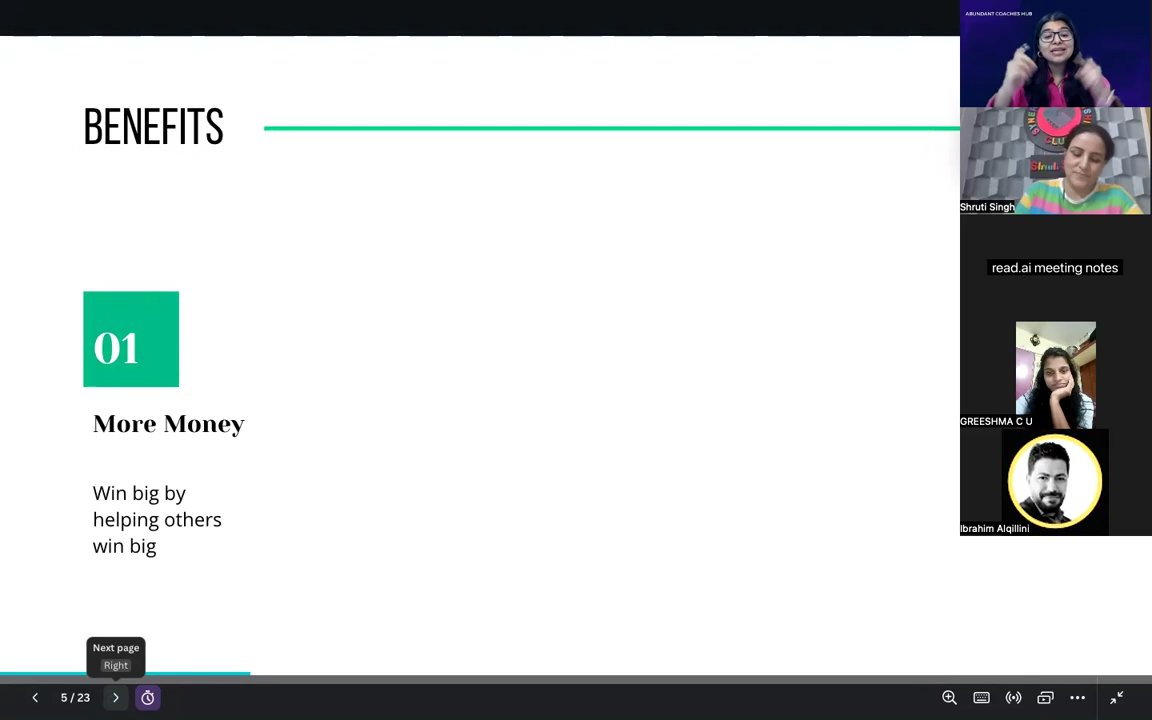 ABUNDANT COACHES HUB
BENEFITS
Shruti Singh
read.ai meeting notes
01
More Money
GREESHMA C U
Win big by
helping others
win big
Ibrahim Alqillini
Next page
Right
5 / 23